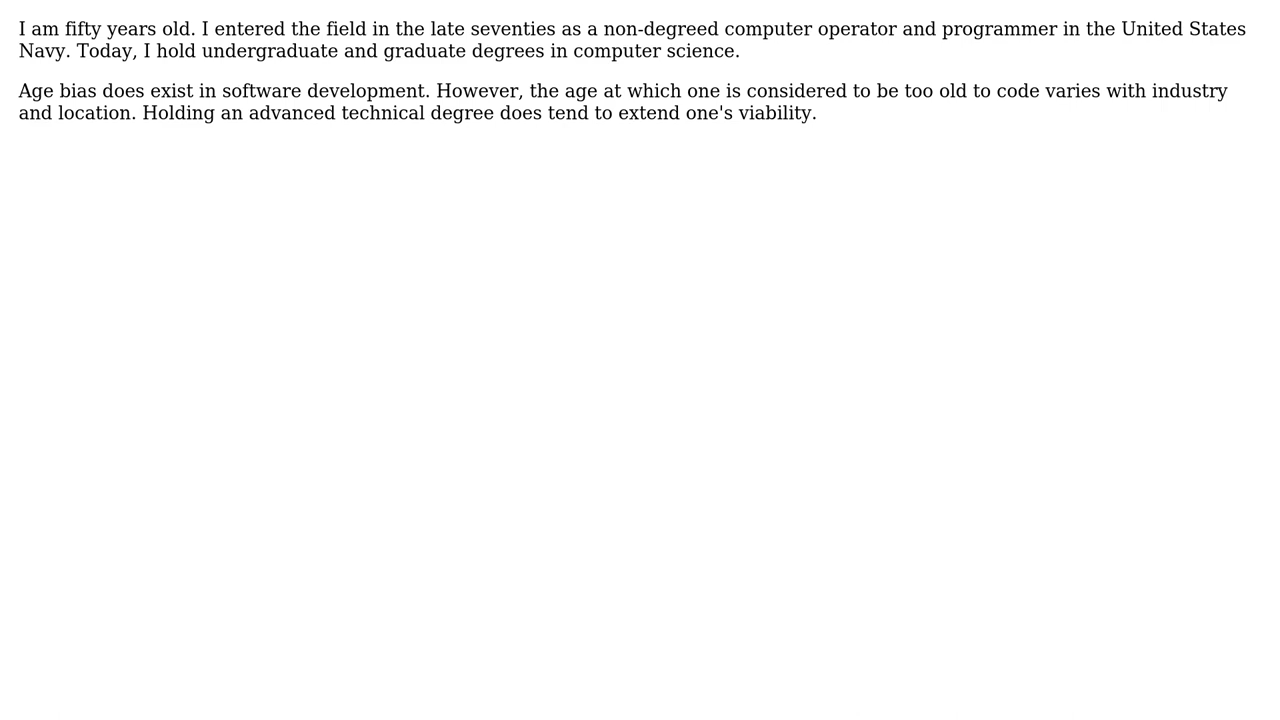 I am fifty years old. I entered the field in the late seventies as a non-degreed computer operator and programmer in the United States
Navy. Today, I hold undergraduate and graduate degrees in computer science.
Age bias does exist in software development. However, the age at which one is considered to be too old to code varies with industry
and location. Holding an advanced technical degree does tend to extend one's viability.